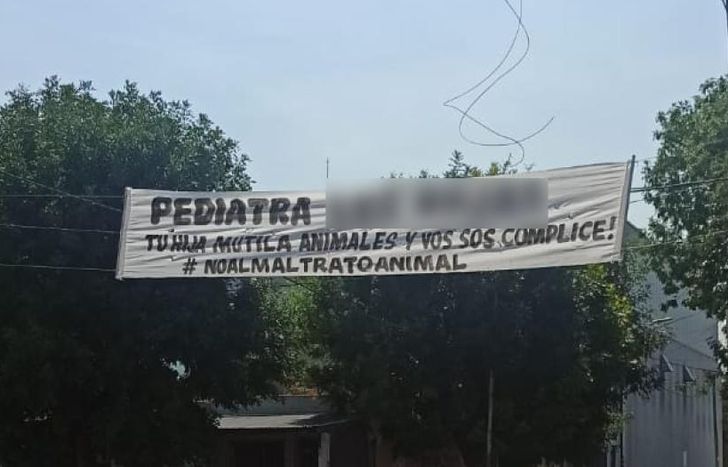 PEDIATRA
TU HIJA MUTILA ANIMALES Y VOS SOS COMPLICE!
# NOALMALTRATOANIMAL